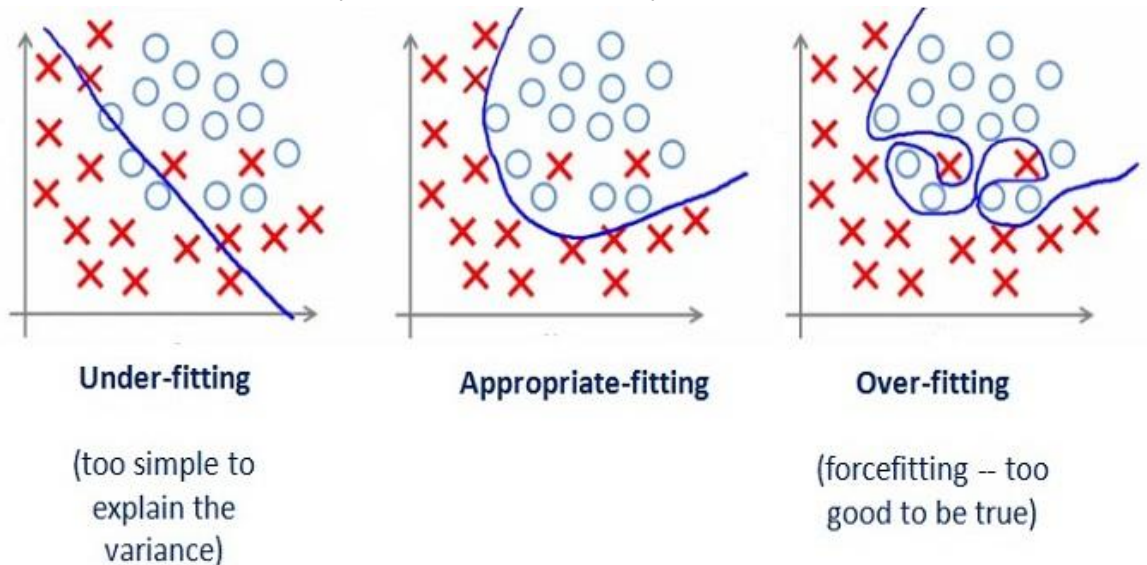 Under-fitting
Appropriate-fitting
Over-fitting
(too simple to
explain the
variance)
(forcefitting -- too
good to be true)